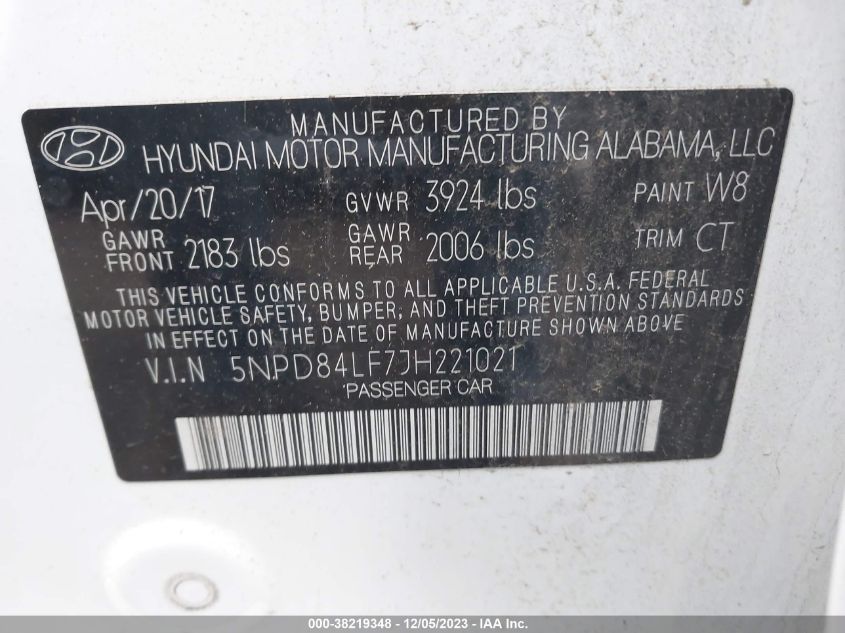 MANUFACTURED BY
HYUNDAI MOTOR MANUFACTURING ALABAMA, LLC
Apr/20/17 GVWR 3924 lbs PAINT W8
GAWR FRONT 2183 lbs GAWR REAR 2006 lbs TRIM CT
THIS VEHICLE CONFORMS TO ALL APPLICABLE U.S.A. FEDERAL
MOTOR VEHICLE SAFETY, BUMPER, AND THEFT PREVENTION STANDARDS
IN EFFECT ON THE DATE OF MANUFACTURE SHOWN ABOVE
V.I.N 5NPD84LF7JH221021
PASSENGER CAR
000-38219348 - 12/05/2023 - IAA Inc.